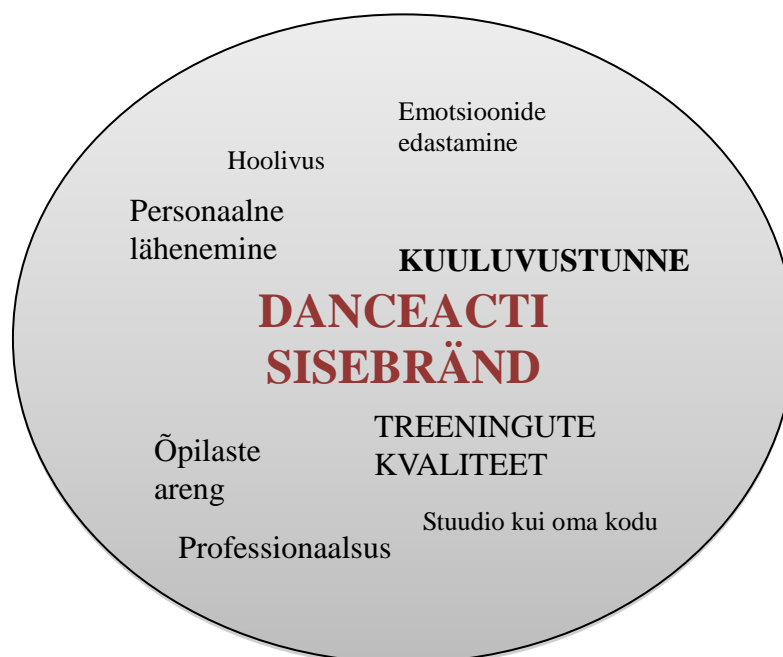 Emotsioonide
edastamine
Hoolivus
Personaalne
lähenemine
KUULUVUSTUNNE
DANCEACTI
SISEBRÄND
TREENINGUTE
KVALITEET
Õpilaste
areng
Stuudio kui oma kodu
Professionaalsus